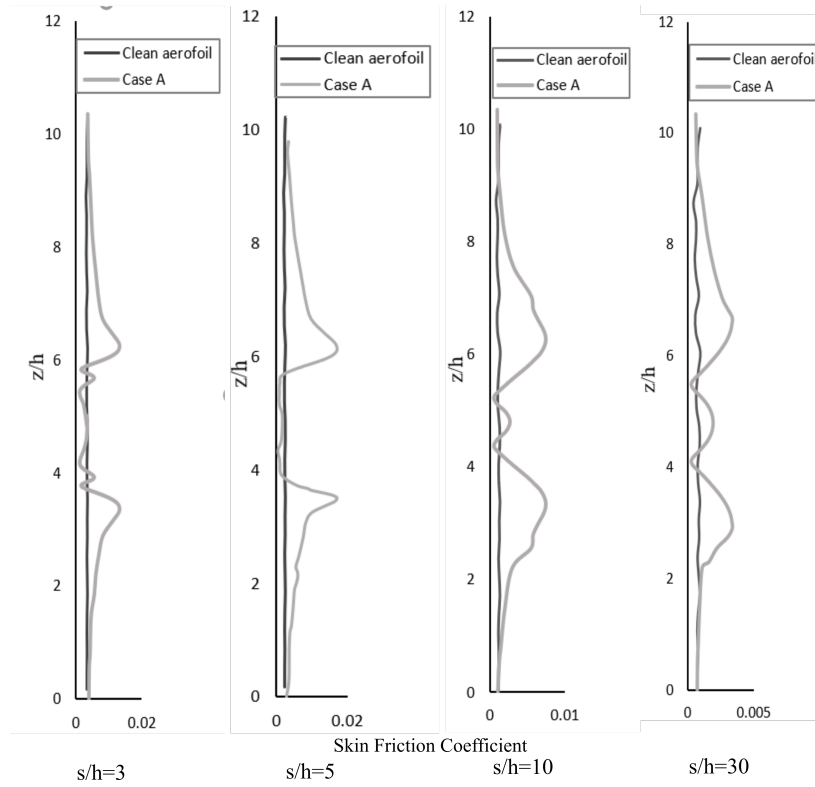 12
10
8
6
4
2
0
z/h
Clean aerofoil
Case A
0 0.02
12
10
8
6
4
2
0
z/h
Clean aerofoil
Case A
0 0.02
12
10
8
6
4
2
0
z/h
Clean aerofoil
Case A
0 0.01
12
10
8
6
4
2
0
z/h
Clean aerofoil
Case A
0 0.005
Skin Friction Coefficient
s/h=3 s/h=5 s/h=10 s/h=30